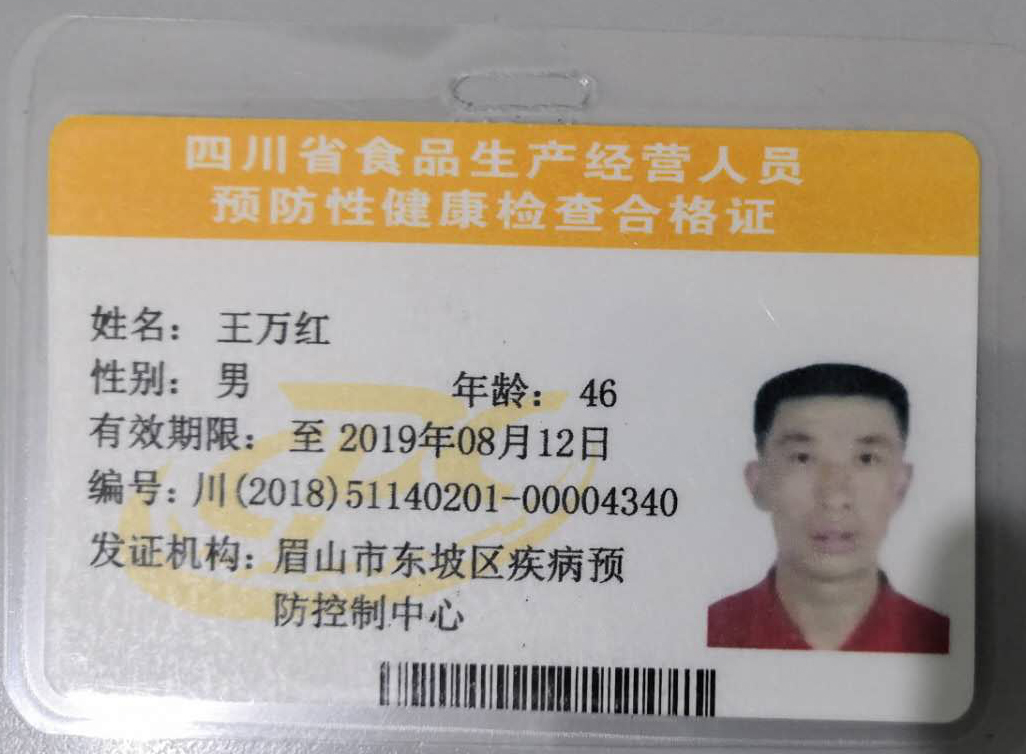 四川省食品生产经营人员
预防性健康检查合格证
姓名： 王万红
性别： 男 年龄： 46
有效期限： 至 2019年08月12日
编号：川(2018)51140201-00004340
发证机构：眉山市东坡区疾病预
防控制中心